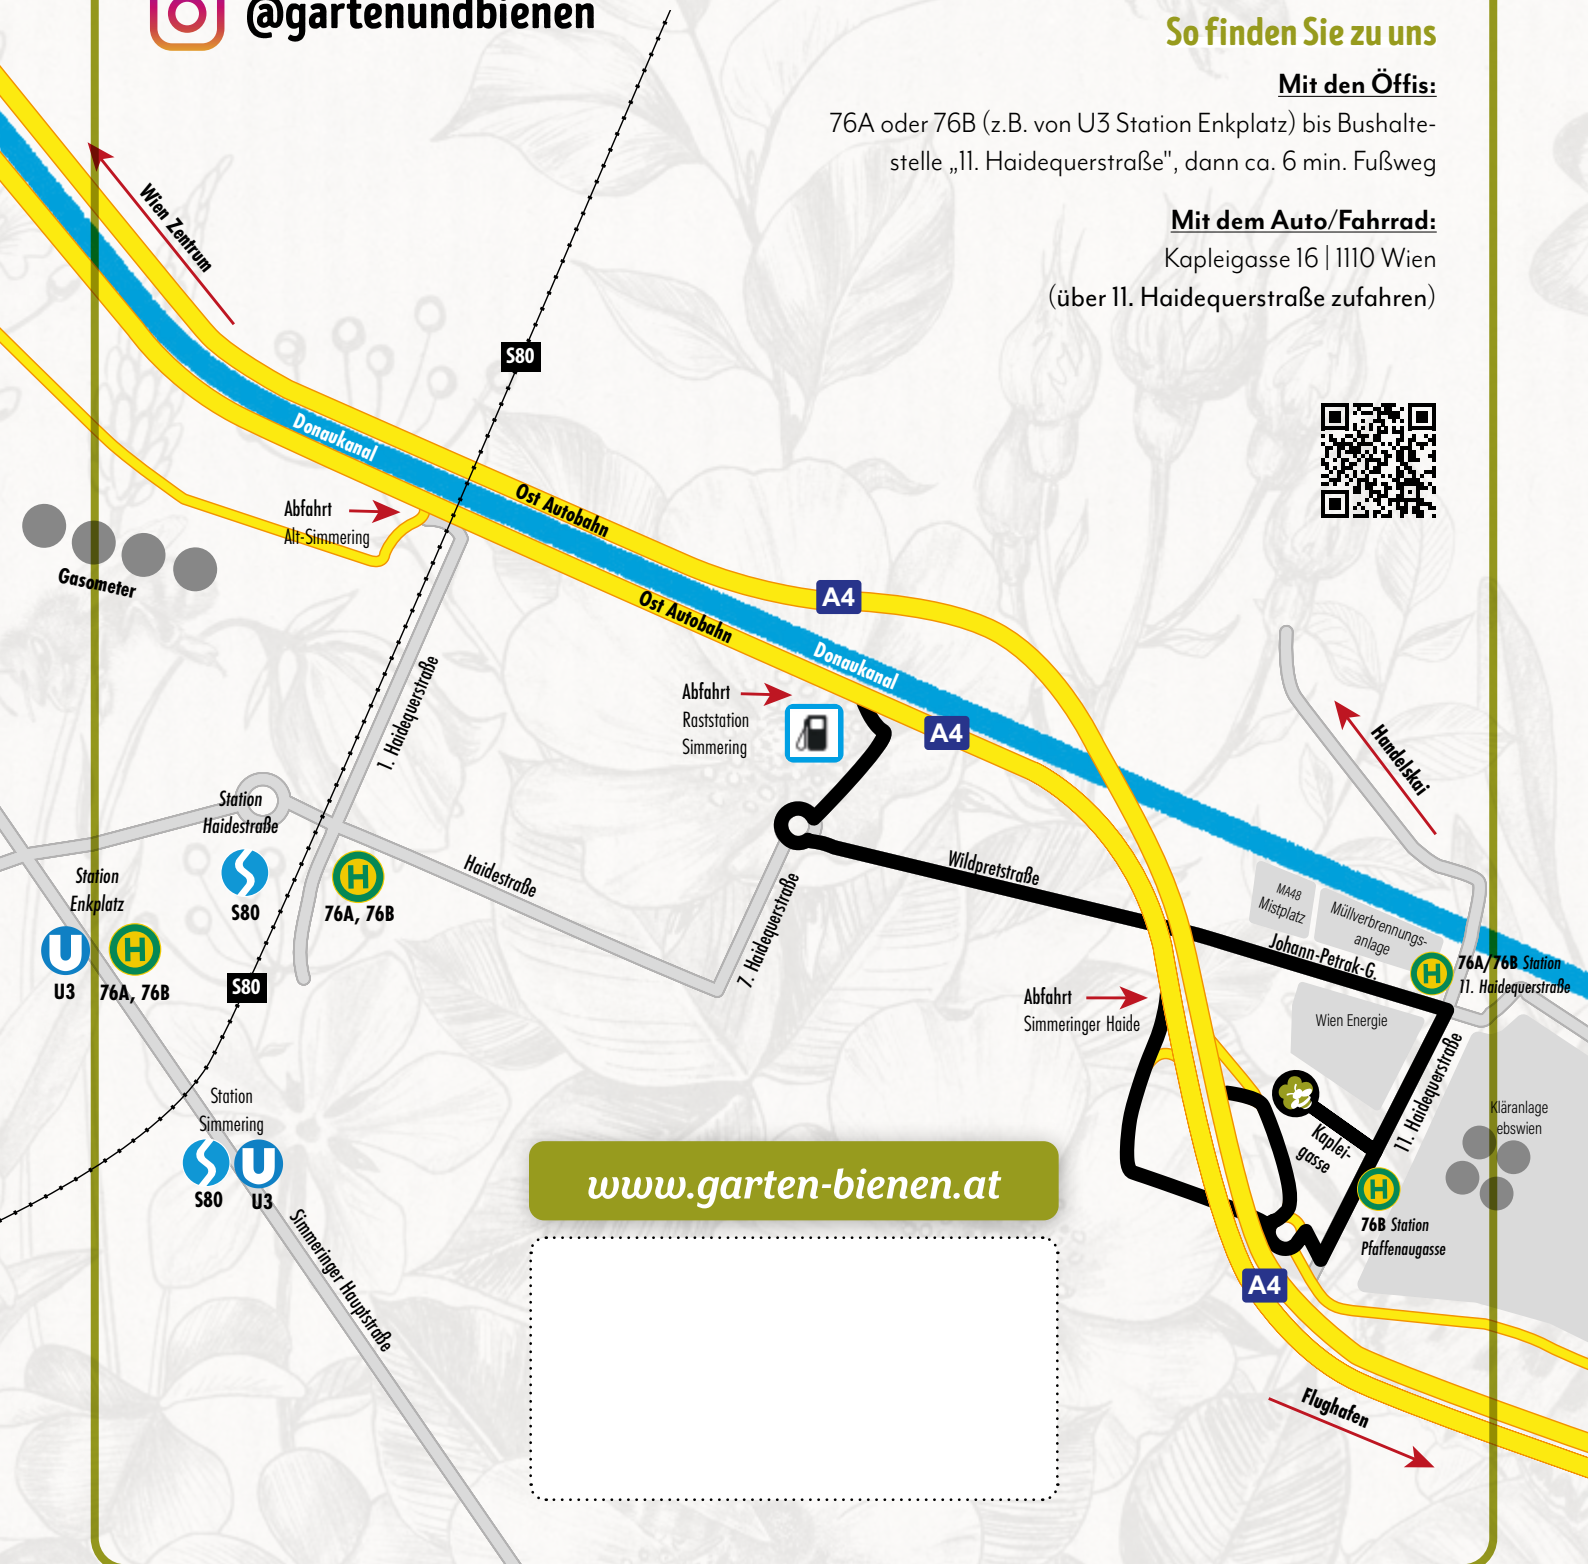 @gartenundbienen
So finden Sie zu uns
Mit den Öffis:
76A oder 76B (z.B. von U3 Station Enkplatz) bis Bushalte-
stelle „11. Haidequerstraße", dann ca. 6 min. Fußweg
Mit dem Auto/Fahrrad:
Kapleigasse 16 | 1110 Wien
(über 11. Haidequerstraße zufahren)
Wien Zentrum
S80
Donaukanal
Ost Autobahn
Abfahrt
Alt-Simmering
Gasometer
A4
Ost Autobahn
Donaukanal
1. Haidequerstraße
Abfahrt
Raststation
Simmering
A4
Handelskai
Station
Haidestraße
S80
H
76A, 76B
Haidestraße
7. Haidequerstraße
Wildpretstraße
Station
Enkplatz
U
H
U3
76A, 76B
S80
MA48
Mistplatz
Müllverbrennungs-
anlage
Johann-Petrak-G.
H
76A/76B Station
11. Haidequerstraße
Abfahrt
Simmeringer Haide
Wien Energie
11. Haidequerstraße
Kläranlage
ebswien
Kaplei-
gasse
Station
Simmering
U
S80
U3
H
76B Station
Pfaffenaugasse
www.garten-bienen.at
Simmeringer Hauptstraße
A4
Flughafen